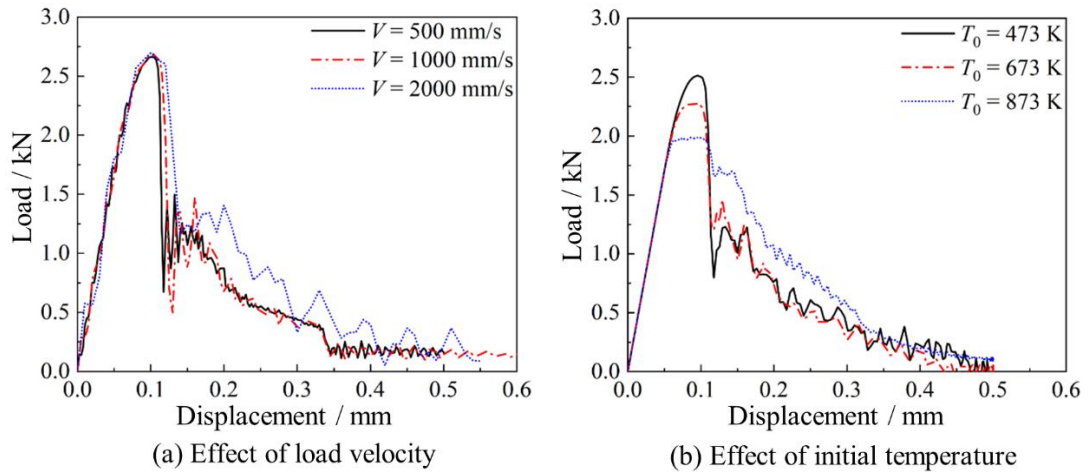 3.0
2.5
2.0
1.5
1.0
0.5
0.0
Load / kN
V = 500 mm/s
V = 1000 mm/s
V = 2000 mm/s
0.0 0.1 0.2 0.3 0.4 0.5 0.6
Displacement / mm
(a) Effect of load velocity
3.0
2.5
2.0
1.5
1.0
0.5
0.0
Load / kN
T₀ = 473 K
T₀ = 673 K
T₀ = 873 K
0.0 0.1 0.2 0.3 0.4 0.5 0.6
Displacement / mm
(b) Effect of initial temperature